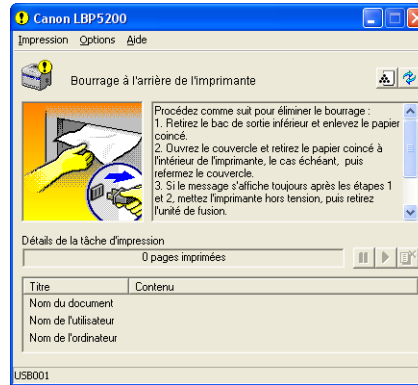 Canon LBP5200
Impression Options Aide
Bourrage à l'arrière de l'imprimante
Procédez comme suit pour éliminer le bourrage :
1. Retirez le bac de sortie inférieur et enlevez le papier
coincé.
2. Ouvrez le couvercle et retirez le papier coincé à
l'intérieur de l'imprimante, le cas échéant, puis
refermez le couvercle.
3. Si le message s'affiche toujours après les étapes 1
et 2, mettez l'imprimante hors tension, puis retirez
l'unité de fusion.
Détails de la tâche d'impression
0 pages imprimées
Titre Contenu
Nom du document
Nom de l'utilisateur
Nom de l'ordinateur
USB001